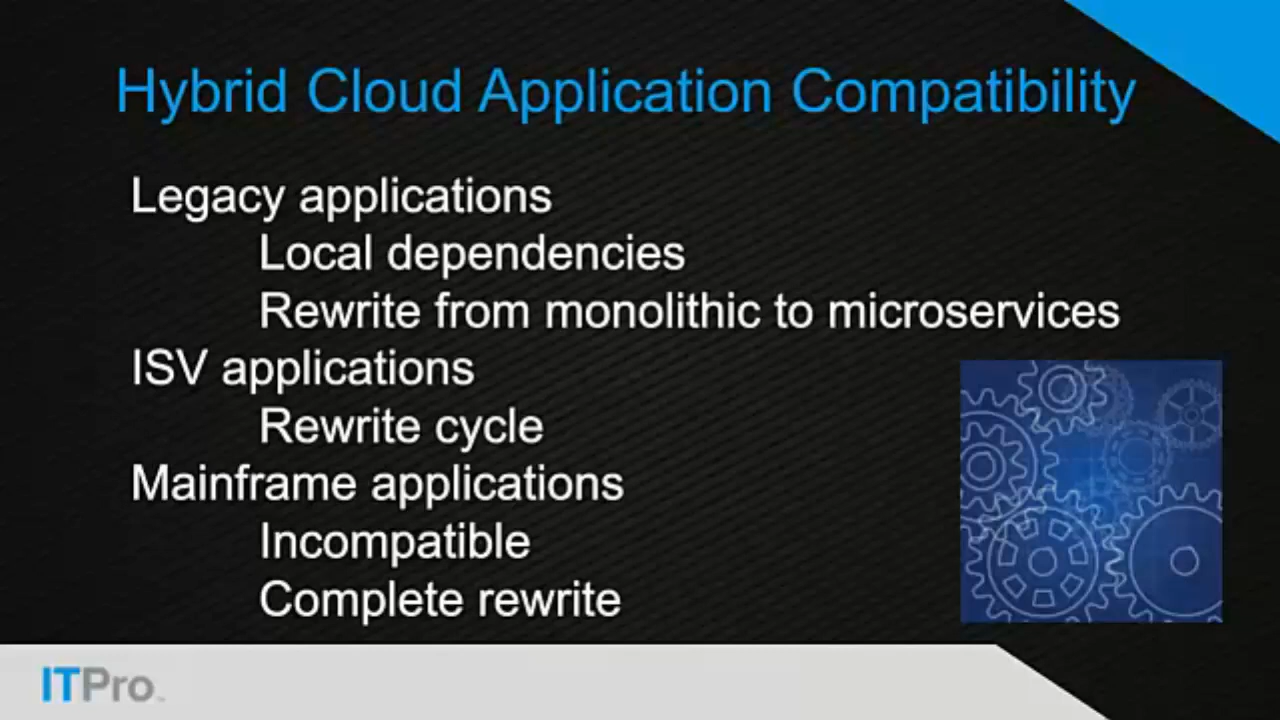 Hybrid Cloud Application Compatibility
Legacy applications
Local dependencies
Rewrite from monolithic to microservices
ISV applications
Rewrite cycle
Mainframe applications
Incompatible
Complete rewrite
ITPro